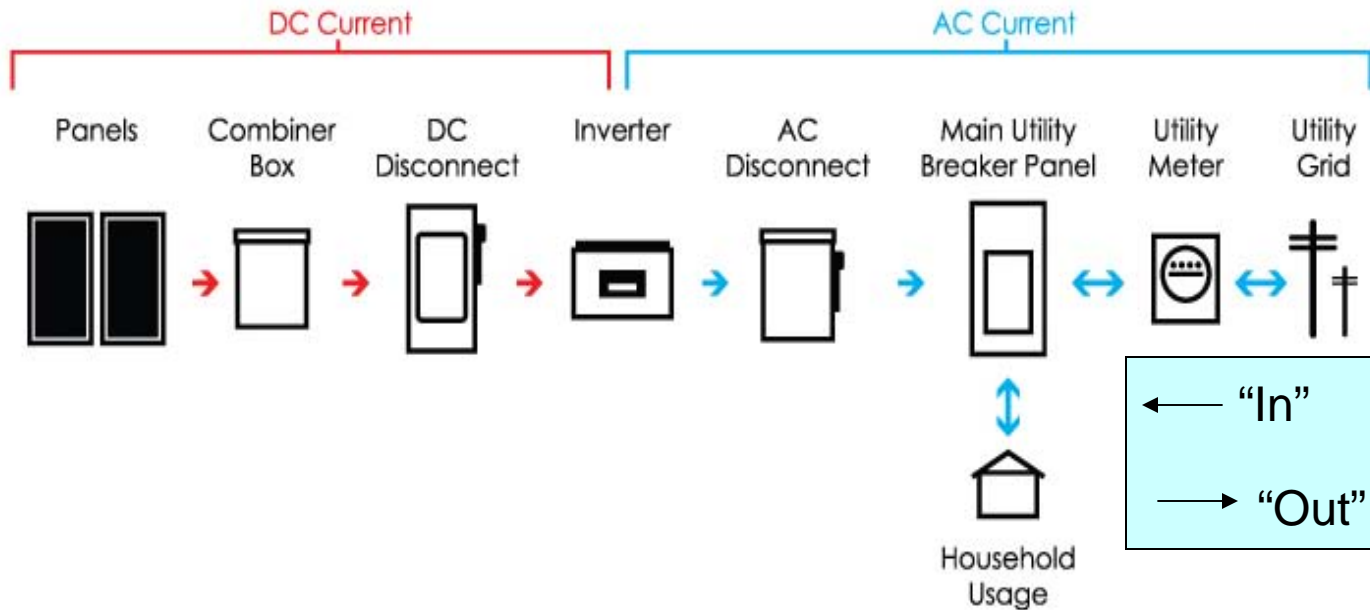 DC Current
AC Current
Panels
Combiner
Box
DC
Disconnect
Inverter
AC
Disconnect
Main Utility
Breaker Panel
Utility
Meter
Utility
Grid
“In”
“Out”
Household
Usage